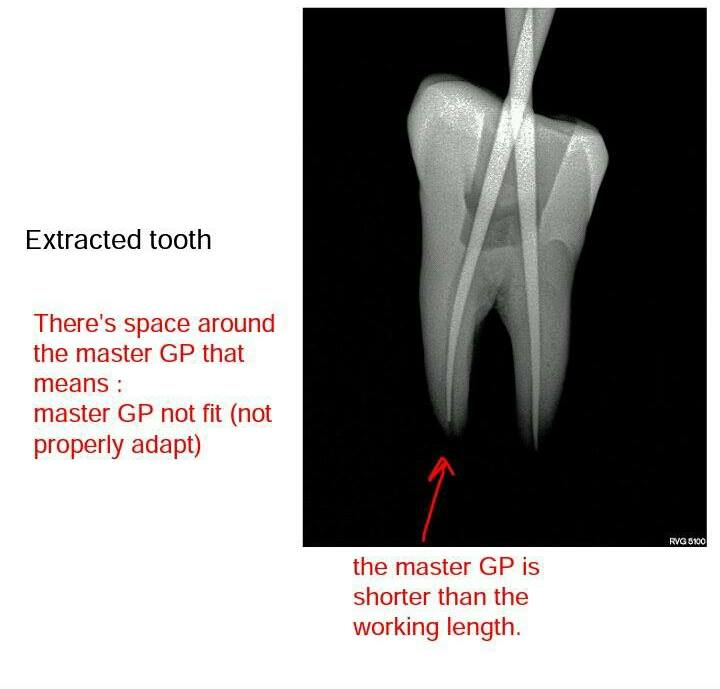 Extracted tooth
There's space around
the master GP that
means :
master GP not fit (not
properly adapt)
RVG 5100
the master GP is
shorter than the
working length.